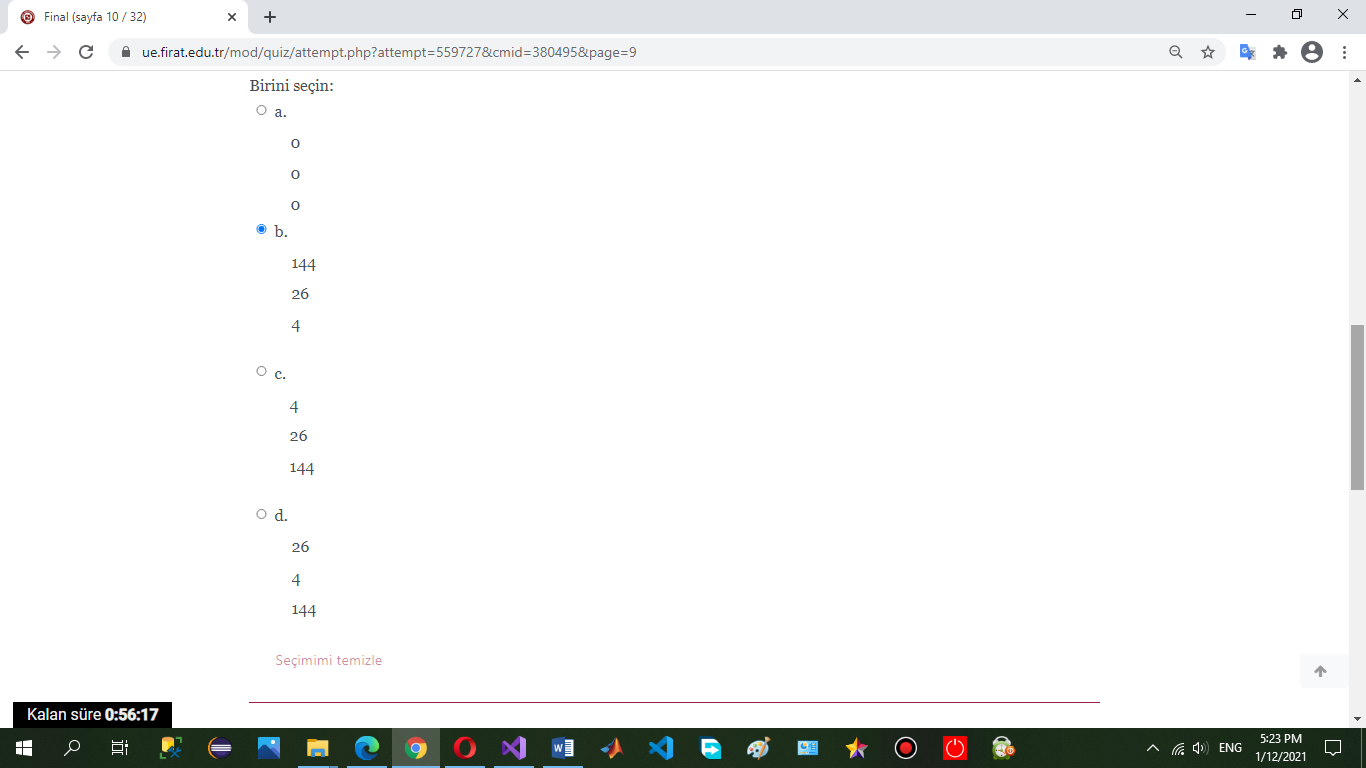 Final (sayfa 10 / 32)
ue.firat.edu.tr/mod/quiz/attempt.php?attempt=559727&cmid=380495&page=9
Birini seçin:
a.
0
0
0
b.
144
26
4
c.
4
26
144
d.
26
4
144
Seçimimi temizle
Kalan süre 0:56:17
ENG
5:23 PM
1/12/2021